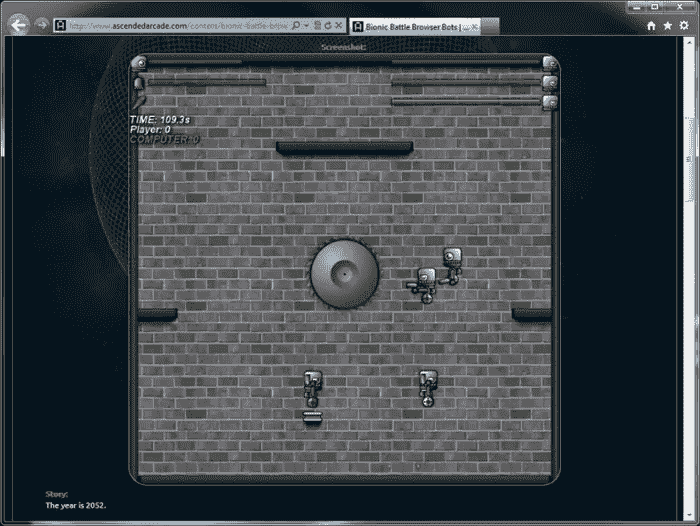 http://www.ascendedarcade.com/content/bionic-battle-brow
Bionic Battle Browser Bots | ...
Screenshot:
TIME: 109.3s
Player: 0
COMPUTER: 0
Story:
The year is 2052.